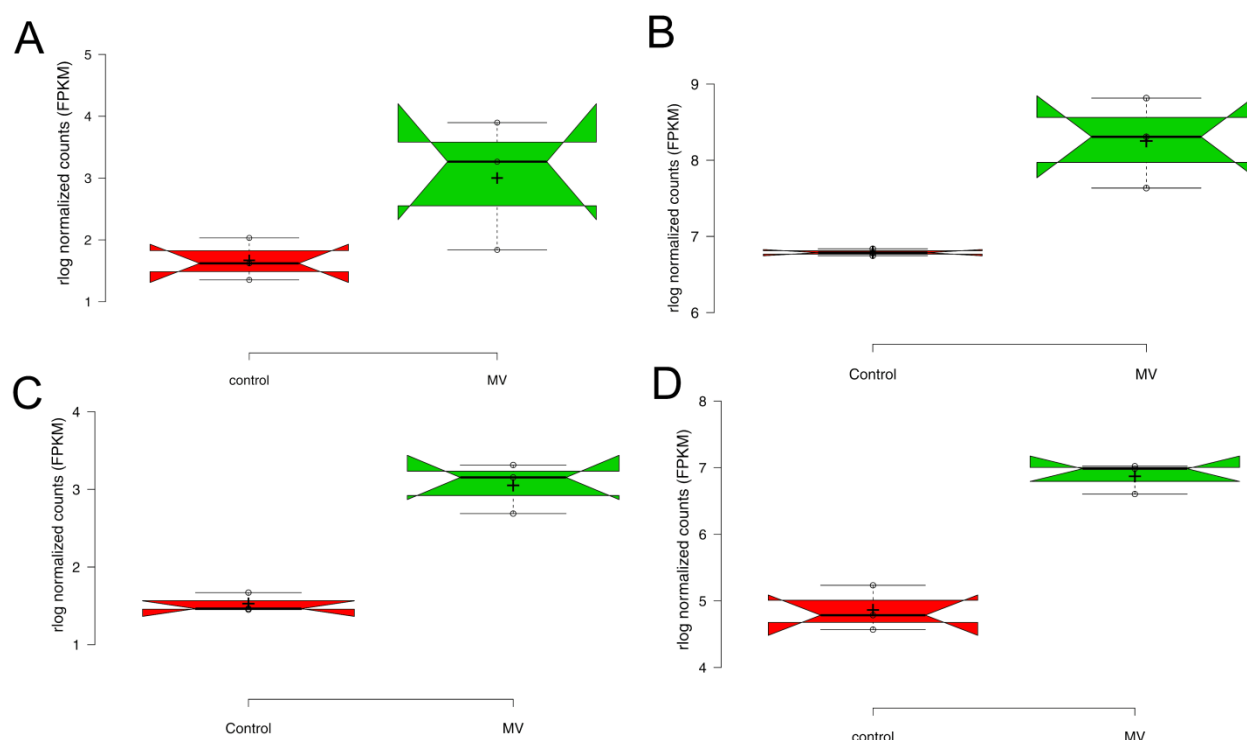 A
rlog normalized counts (FPKM)
5
4
3
2
1
control
MV
B
rlog normalized counts (FPKM)
9
8
7
6
Control
MV
C
rlog normalized counts (FPKM)
4
3
2
1
Control
MV
D
rlog normalized counts (FPKM)
8
7
6
5
4
control
MV